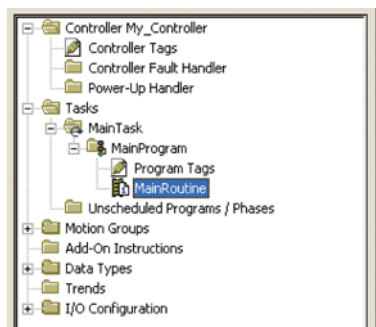 Controller My_Controller
Controller Tags
Controller Fault Handler
Power-Up Handler
Tasks
MainTask
MainProgram
Program Tags
MainRoutine
Unscheduled Programs / Phases
Motion Groups
Add-On Instructions
Data Types
Trends
I/O Configuration